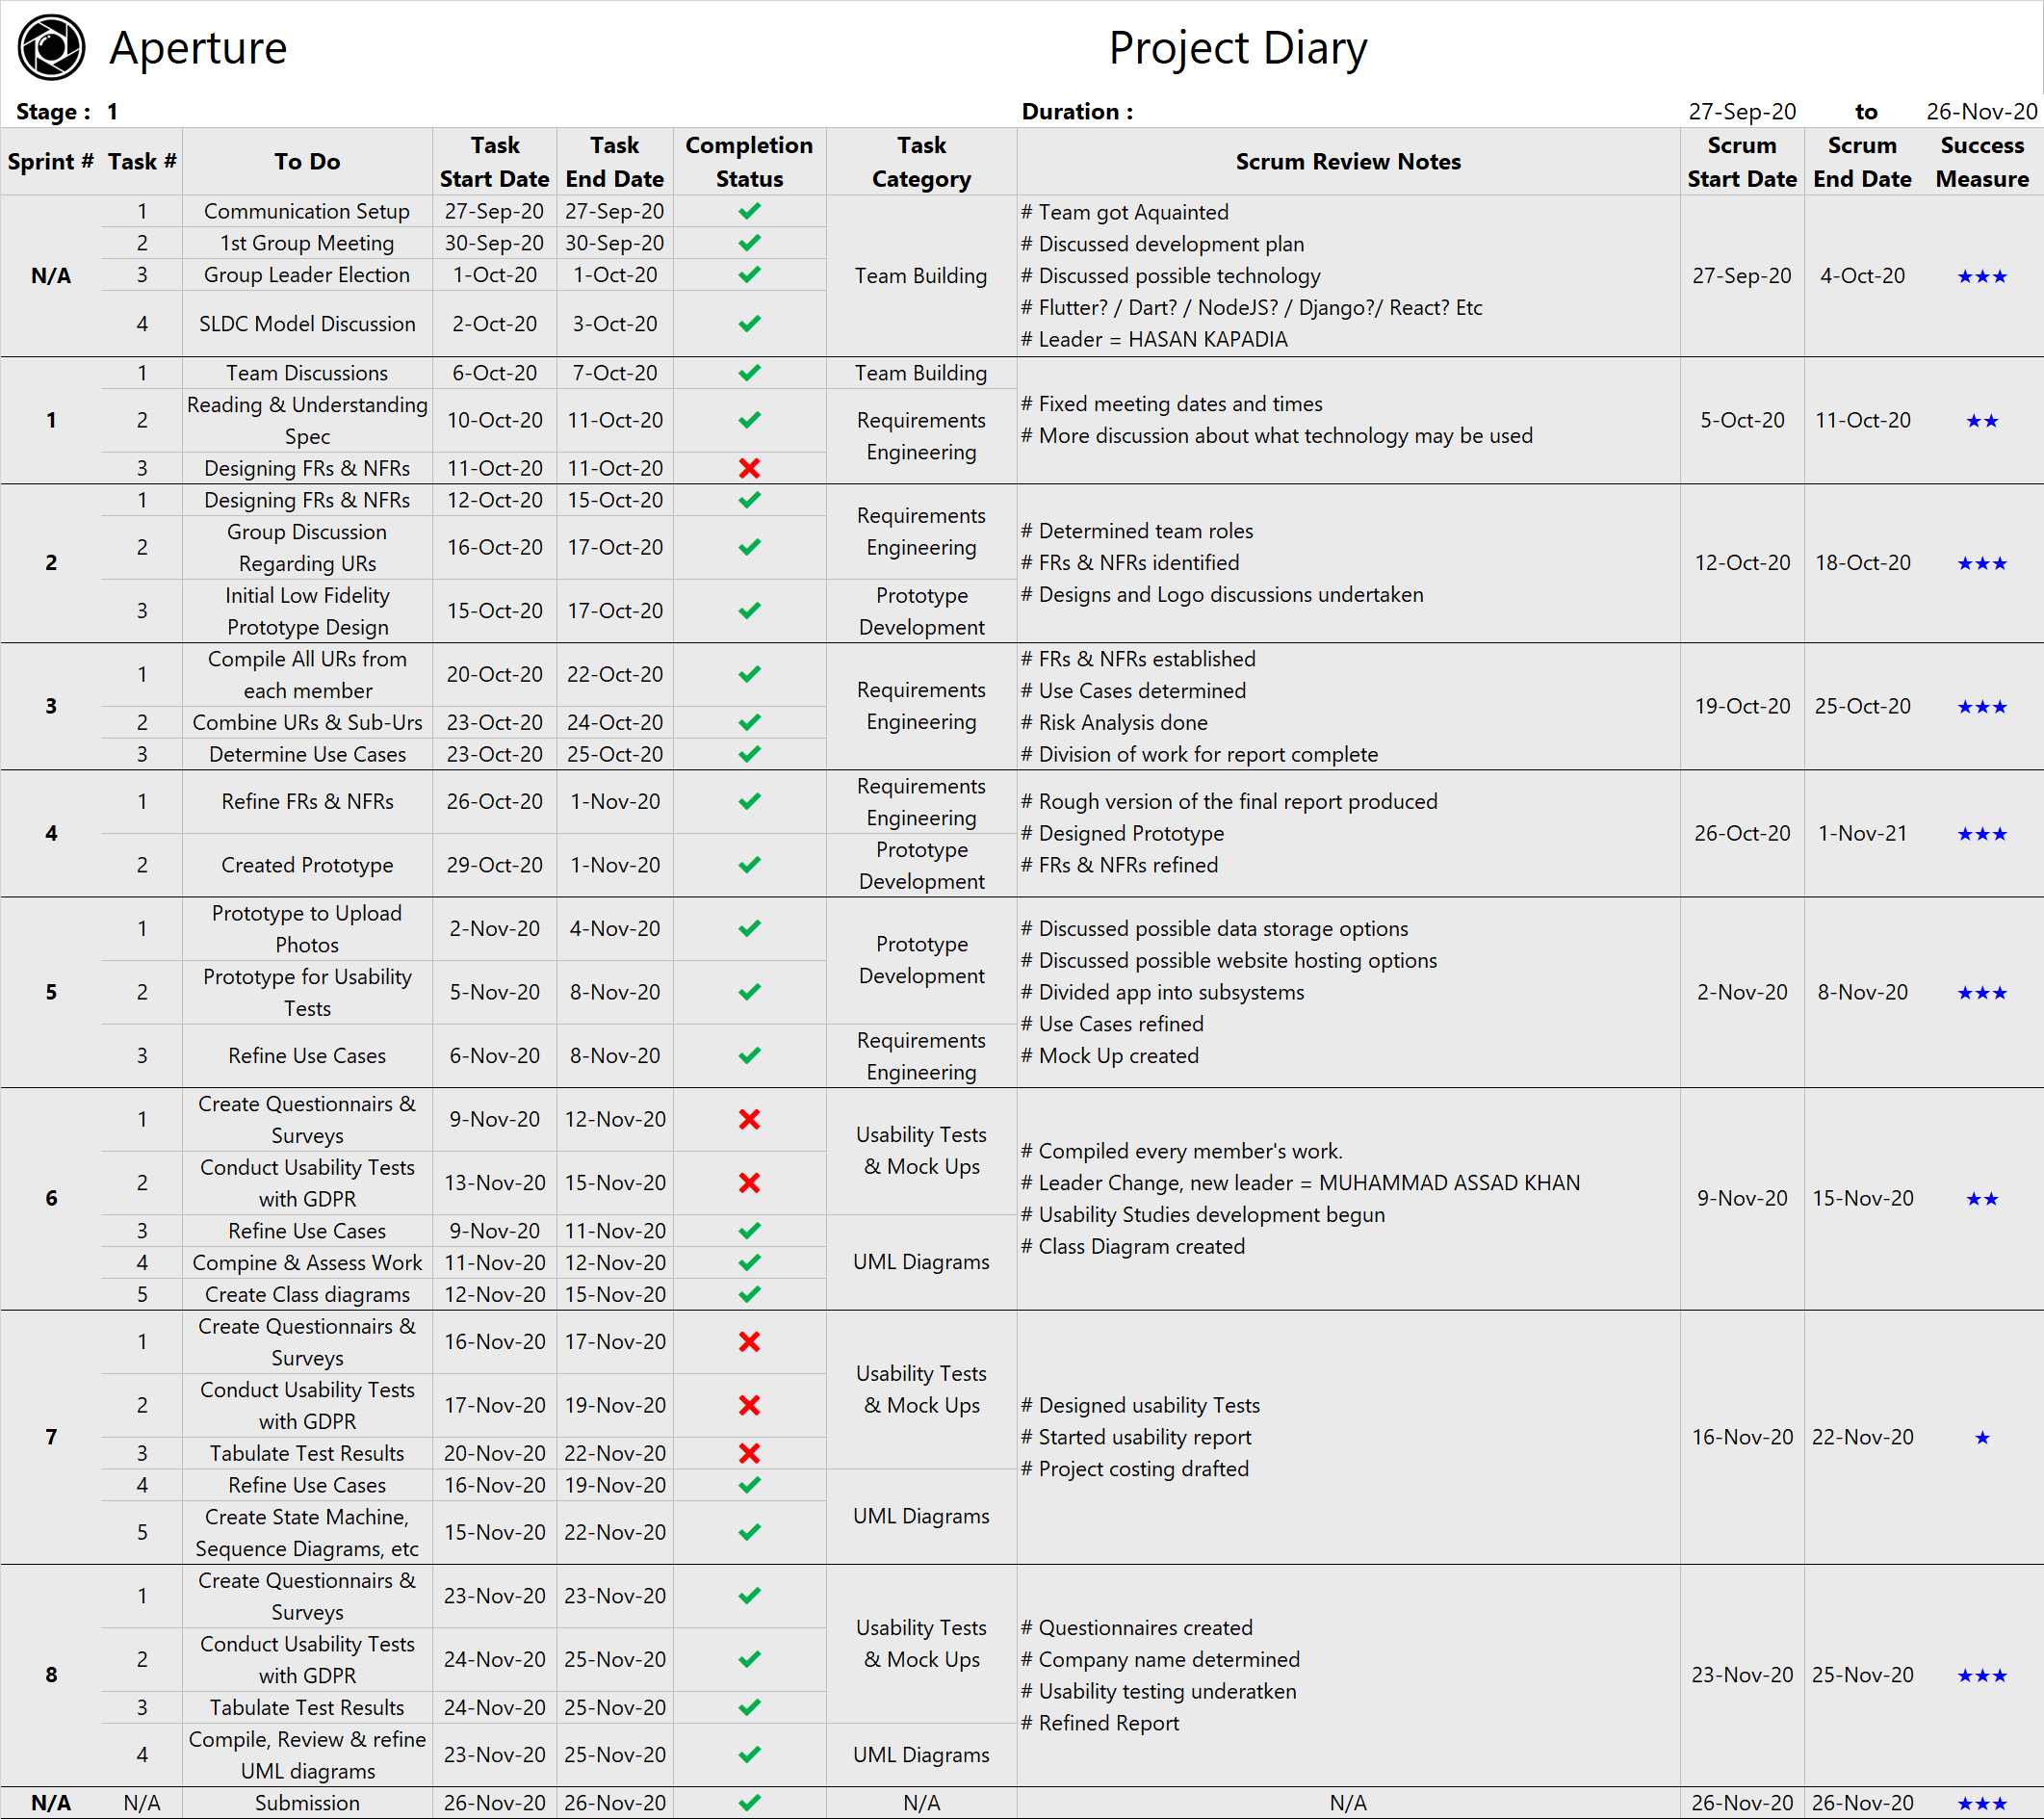 Aperture
Project Diary
Stage : 1
Duration :
27-Sep-20 to 26-Nov-20
Sprint # Task # To Do Task Start Date Task End Date Completion Status Task Category Scrum Review Notes Scrum Start Date Scrum End Date Success Measure
N/A
1 Communication Setup 27-Sep-20 27-Sep-20 ✔
2 1st Group Meeting 30-Sep-20 30-Sep-20 ✔
3 Group Leader Election 1-Oct-20 1-Oct-20 ✔
4 SLDC Model Discussion 2-Oct-20 3-Oct-20 ✔
Team Building
# Team got Aquainted
# Discussed development plan
# Discussed possible technology
# Flutter? / Dart? / NodeJS? / Django?/ React? Etc
# Leader = HASAN KAPADIA
27-Sep-20 4-Oct-20 ★★★
1
1 Team Discussions 6-Oct-20 7-Oct-20 ✔ Team Building
2 Reading & Understanding Spec 10-Oct-20 11-Oct-20 ✔
3 Designing FRs & NFRs 11-Oct-20 11-Oct-20 ✖
Requirements Engineering
# Fixed meeting dates and times
# More discussion about what technology may be used
5-Oct-20 11-Oct-20 ★★
2
1 Designing FRs & NFRs 12-Oct-20 15-Oct-20 ✔
2 Group Discussion Regarding URs 16-Oct-20 17-Oct-20 ✔
Requirements Engineering
3 Initial Low Fidelity Prototype Design 15-Oct-20 17-Oct-20 ✔ Prototype Development
# Determined team roles
# FRs & NFRs identified
# Designs and Logo discussions undertaken
12-Oct-20 18-Oct-20 ★★★
3
1 Compile All URs from each member 20-Oct-20 22-Oct-20 ✔
2 Combine URs & Sub-Urs 23-Oct-20 24-Oct-20 ✔
3 Determine Use Cases 23-Oct-20 25-Oct-20 ✔
Requirements Engineering
# FRs & NFRs established
# Use Cases determined
# Risk Analysis done
# Division of work for report complete
19-Oct-20 25-Oct-20 ★★★
4
1 Refine FRs & NFRs 26-Oct-20 1-Nov-20 ✔ Requirements Engineering
2 Created Prototype 29-Oct-20 1-Nov-20 ✔ Prototype Development
# Rough version of the final report produced
# Designed Prototype
# FRs & NFRs refined
26-Oct-20 1-Nov-21 ★★★
5
1 Prototype to Upload Photos 2-Nov-20 4-Nov-20 ✔
2 Prototype for Usability Tests 5-Nov-20 8-Nov-20 ✔
Prototype Development
3 Refine Use Cases 6-Nov-20 8-Nov-20 ✔ Requirements Engineering
# Discussed possible data storage options
# Discussed possible website hosting options
# Divided app into subsystems
# Use Cases refined
# Mock Up created
2-Nov-20 8-Nov-20 ★★★
6
1 Create Questionnairs & Surveys 9-Nov-20 12-Nov-20 ✖
2 Conduct Usability Tests with GDPR 13-Nov-20 15-Nov-20 ✖
Usability Tests & Mock Ups
3 Refine Use Cases 9-Nov-20 11-Nov-20 ✔
4 Compine & Assess Work 11-Nov-20 12-Nov-20 ✔
5 Create Class diagrams 12-Nov-20 15-Nov-20 ✔
UML Diagrams
# Compiled every member's work.
# Leader Change, new leader = MUHAMMAD ASSAD KHAN
# Usability Studies development begun
# Class Diagram created
9-Nov-20 15-Nov-20 ★★
7
1 Create Questionnairs & Surveys 16-Nov-20 17-Nov-20 ✖
2 Conduct Usability Tests with GDPR 17-Nov-20 19-Nov-20 ✖
3 Tabulate Test Results 20-Nov-20 22-Nov-20 ✖
Usability Tests & Mock Ups
4 Refine Use Cases 16-Nov-20 19-Nov-20 ✔
5 Create State Machine, Sequence Diagrams, etc 15-Nov-20 22-Nov-20 ✔
UML Diagrams
# Designed usability Tests
# Started usability report
# Project costing drafted
16-Nov-20 22-Nov-20 ★
8
1 Create Questionnairs & Surveys 23-Nov-20 23-Nov-20 ✔
2 Conduct Usability Tests with GDPR 24-Nov-20 25-Nov-20 ✔
3 Tabulate Test Results 24-Nov-20 25-Nov-20 ✔
Usability Tests & Mock Ups
4 Compile, Review & refine UML diagrams 23-Nov-20 25-Nov-20 ✔ UML Diagrams
# Questionnaires created
# Company name determined
# Usability testing underatken
# Refined Report
23-Nov-20 25-Nov-20 ★★★
N/A N/A Submission 26-Nov-20 26-Nov-20 ✔ N/A N/A 26-Nov-20 26-Nov-20 ★★★